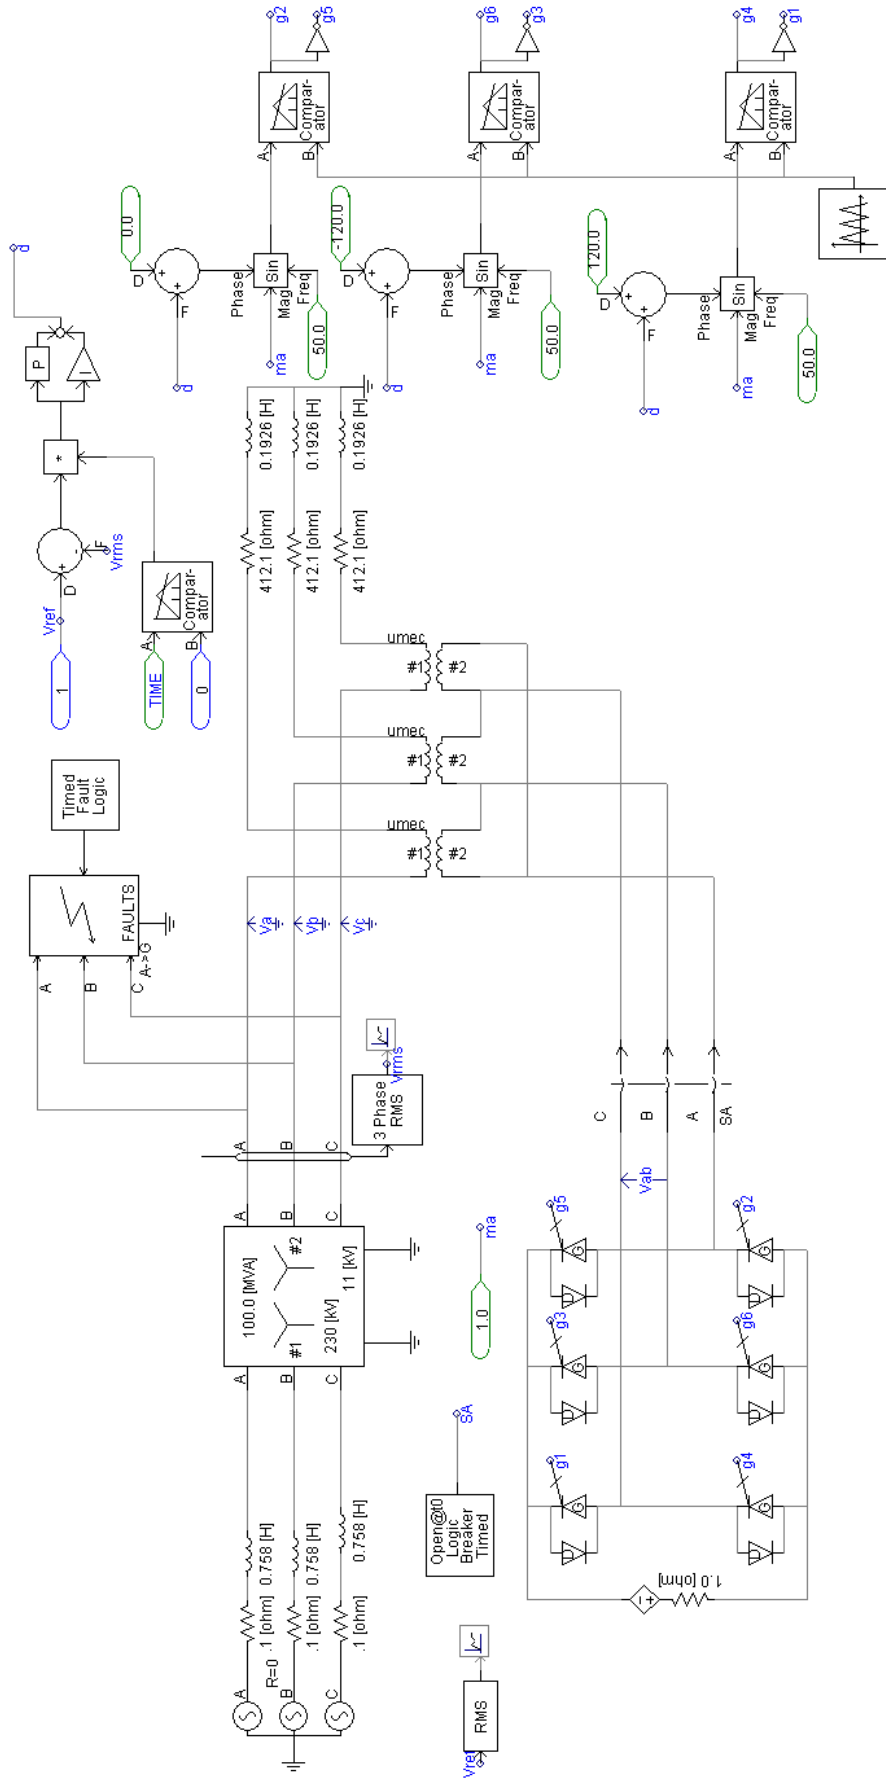 Timed
Fault
Logic
FAULTS
A->G
A
B
C
1
Vref
D
F
Vrms
*
P
I
d
TIME
0
A
B
Compar-
ator
R=0
A
B
C
.1 [ohm]
0.758 [H]
.1 [ohm]
0.758 [H]
.1 [ohm]
0.758 [H]
A
B
C
100.0 [MVA]
#1
#2
230 [kV]
11 [kV]
A
B
C
A
B
C
3 Phase
RMS
Vrms
Va
Vb
Vc
412.1 [ohm]
0.1926 [H]
412.1 [ohm]
0.1926 [H]
412.1 [ohm]
0.1926 [H]
umec
#1
#2
umec
#1
#2
umec
#1
#2
Vref
RMS
Open@t0
Logic
Breaker
Timed
SA
1.0
ma
1.0 [ohm]
g1
g3
g5
g4
g6
g2
D
G
D
G
D
G
D
G
D
G
D
G
Vab
C
B
A
SA
0.0
D
F
d
Phase
Mag
Freq
Sin
ma
50.0
A
B
Compar-
ator
g2
g5
-120.0
D
F
d
Phase
Mag
Freq
Sin
ma
50.0
A
B
Compar-
ator
g6
g3
120.0
D
F
d
Phase
Mag
Freq
Sin
ma
50.0
A
B
Compar-
ator
g4
g1